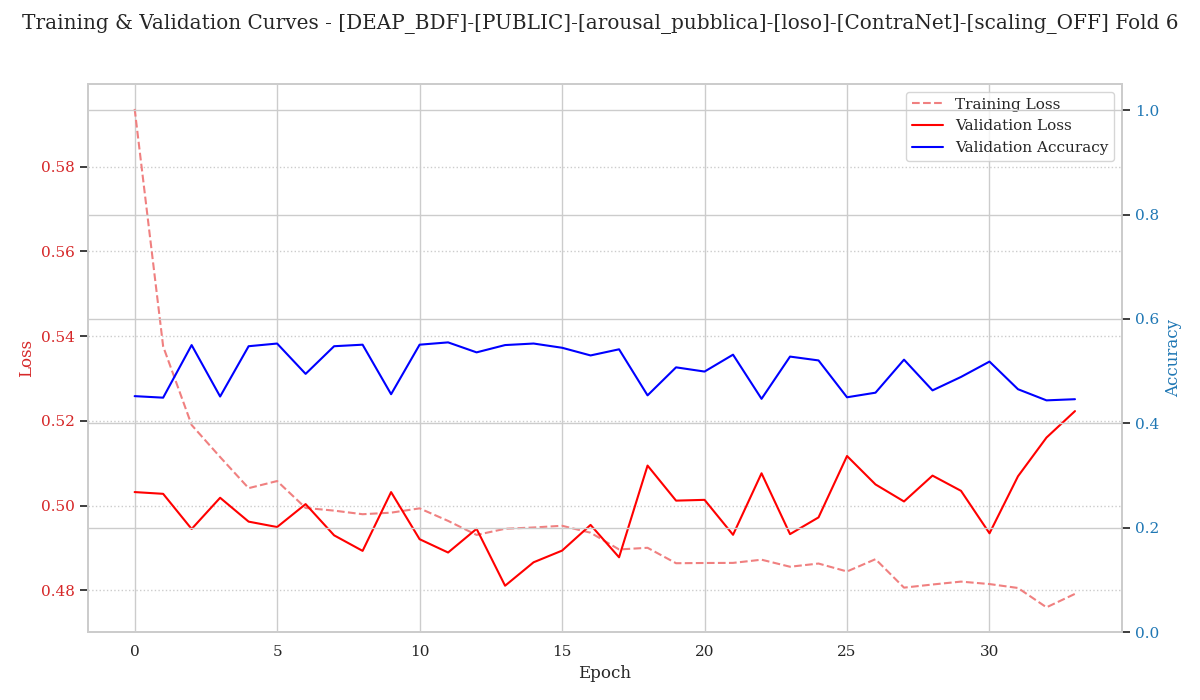 Training & Validation Curves - [DEAP_BDF]-[PUBLIC]-[arousal_pubblica]-[loso]-[ContraNet]-[scaling_OFF] Fold 6
Training Loss
Validation Loss
Validation Accuracy
Loss
0.58
0.56
0.54
0.52
0.50
0.48
1.0
0.8
0.6
0.4
0.2
0.0
Accuracy
0
5
10
15
20
25
30
Epoch